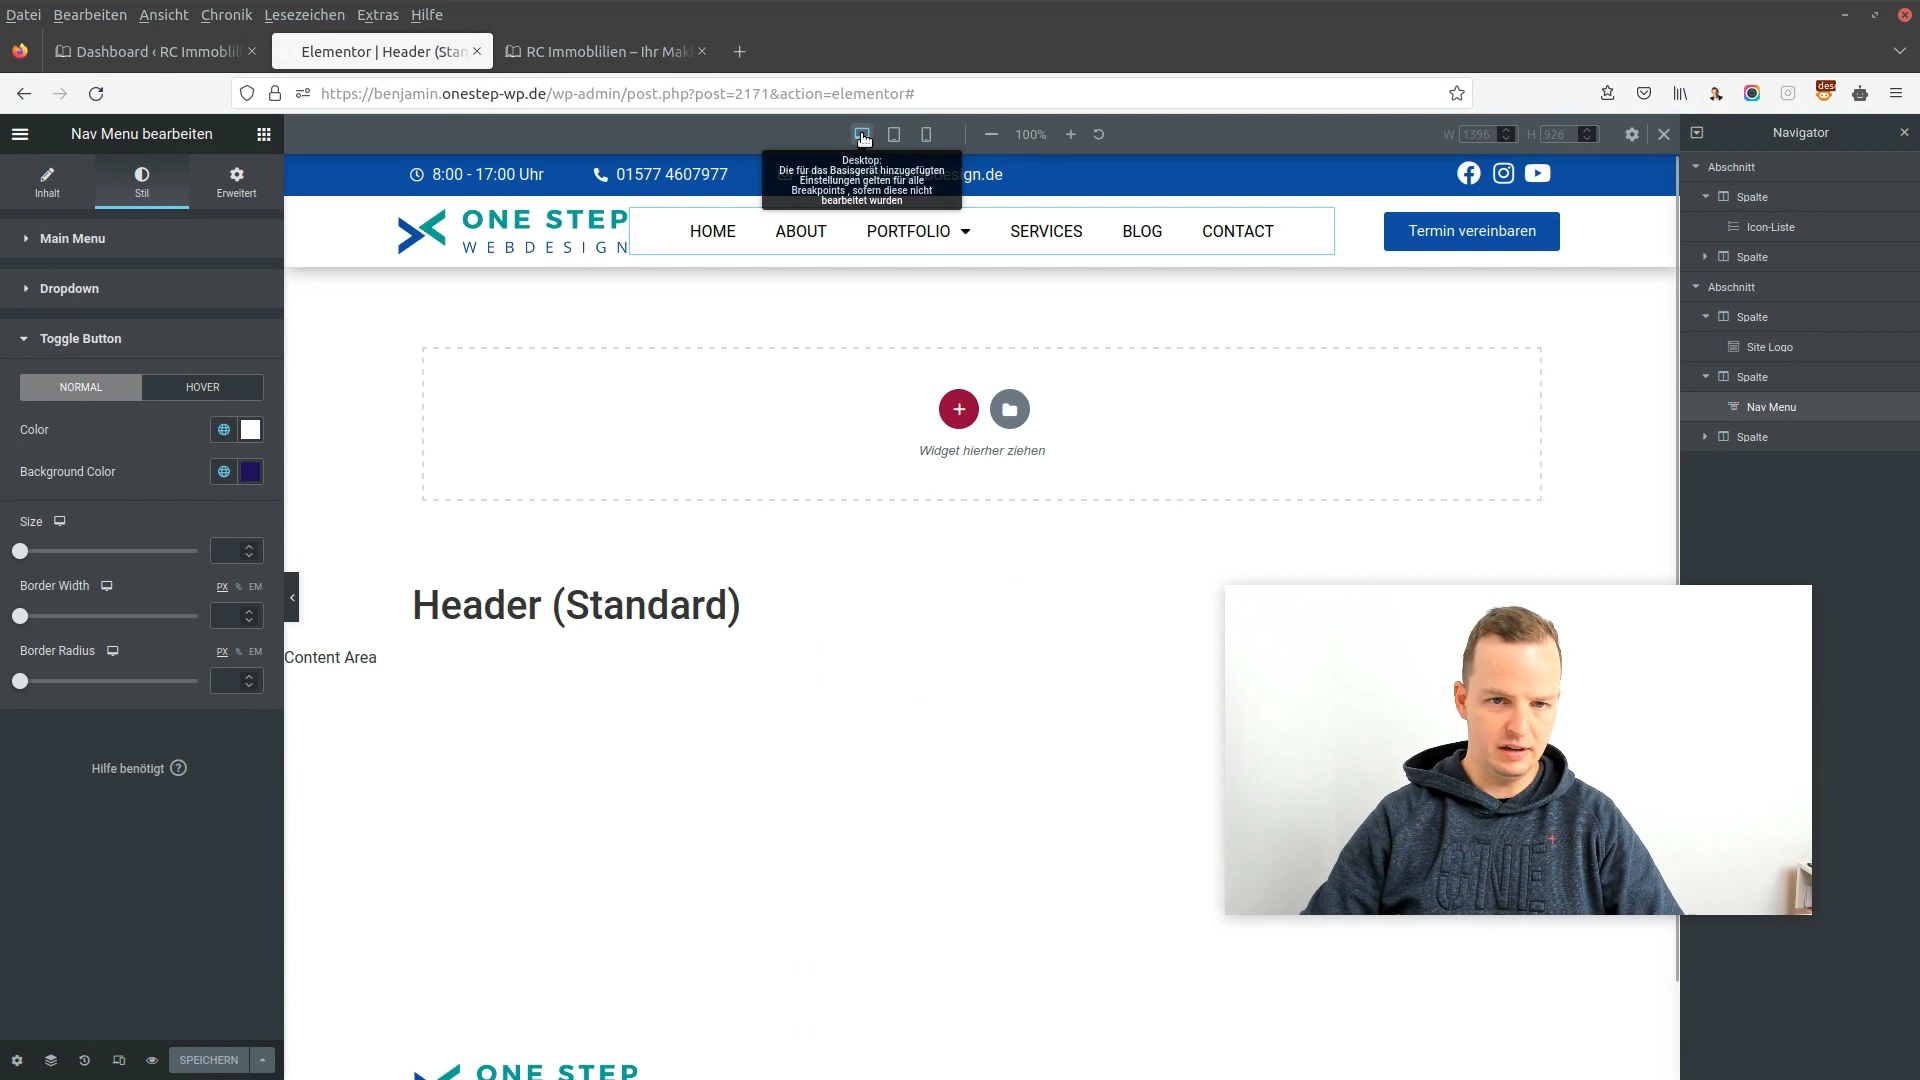 Datei Bearbeiten Ansicht Chronik Lesezeichen Extras Hilfe
Dashboard ‹ RC Immoblili
Elementor | Header (Stan
RC Immoblilien – Ihr Makl
https://benjamin.onestep-wp.de/wp-admin/post.php?post=2171&action=elementor#
Nav Menu bearbeiten
100%
W 1396 H 926
Navigator
Inhalt Stil Erweitert
Main Menu
Dropdown
Toggle Button
NORMAL HOVER
Color
Background Color
Size
Border Width PX % EM
Border Radius PX % EM
Hilfe benötigt ?
SPEICHERN
8:00 - 17:00 Uhr 01577 4607977
design.de
Desktop:
Die für das Basisgerät hinzugefügten
Einstellungen gelten für alle
Breakpoints , sofern diese nicht
bearbeitet wurden
ONE STEP
WEBDESIGN
HOME ABOUT PORTFOLIO SERVICES BLOG CONTACT
Termin vereinbaren
Widget hierher ziehen
Header (Standard)
Content Area
ONE STEP
Abschnitt
Spalte
Icon-Liste
Spalte
Abschnitt
Spalte
Site Logo
Spalte
Nav Menu
Spalte